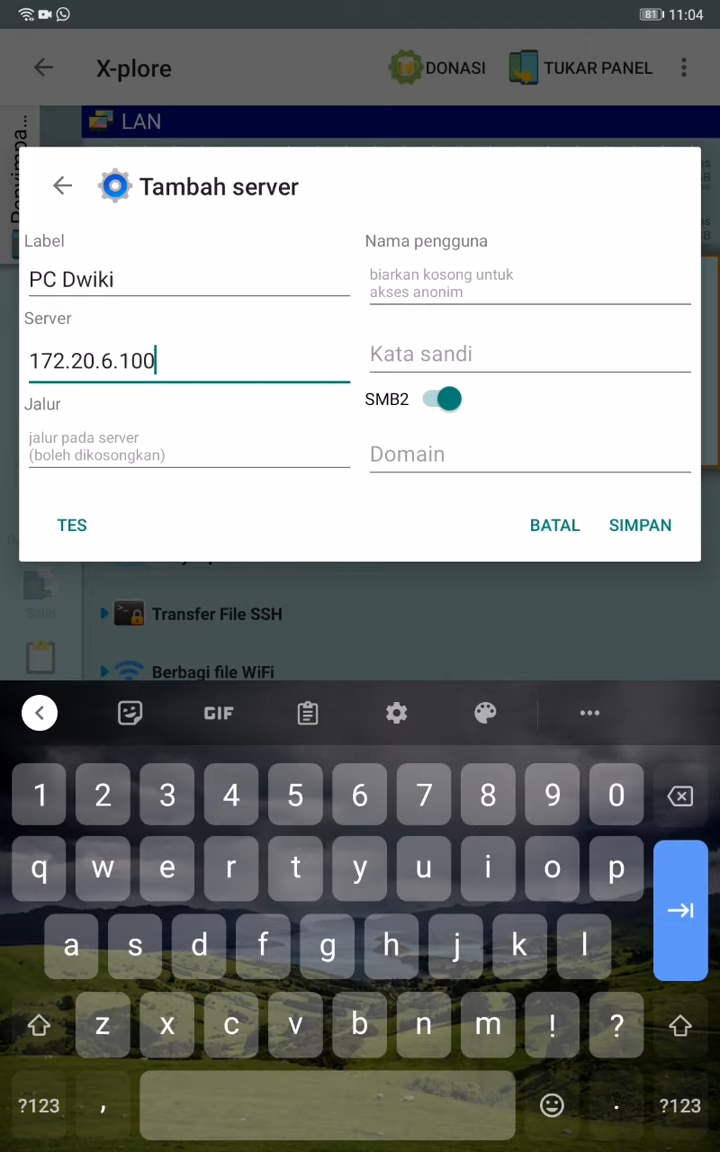 81 11:04
X-plore
DONASI
TUKAR PANEL
LAN
Tambah server
Label
PC Dwiki
Server
172.20.6.100
Jalur
jalur pada server
(boleh dikosongkan)
Nama pengguna
biarkan kosong untuk
akses anonim
Kata sandi
SMB2
Domain
TES
BATAL
SIMPAN
Salin
Transfer File SSH
Berbagi file WiFi
GIF
1 2 3 4 5 6 7 8 9 0
q w e r t y u i o p
a s d f g h j k l
z x c v b n m ! ?
?123 , . ?123